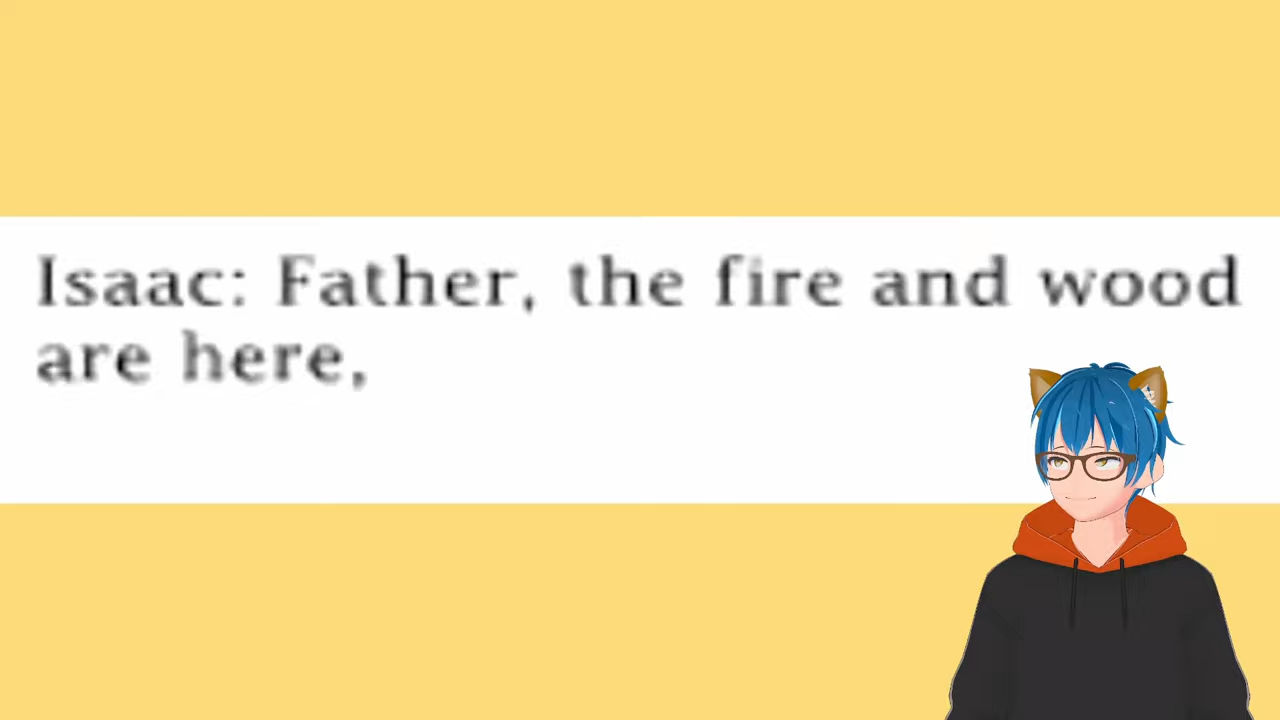 Isaac: Father, the fire and wood
are here,